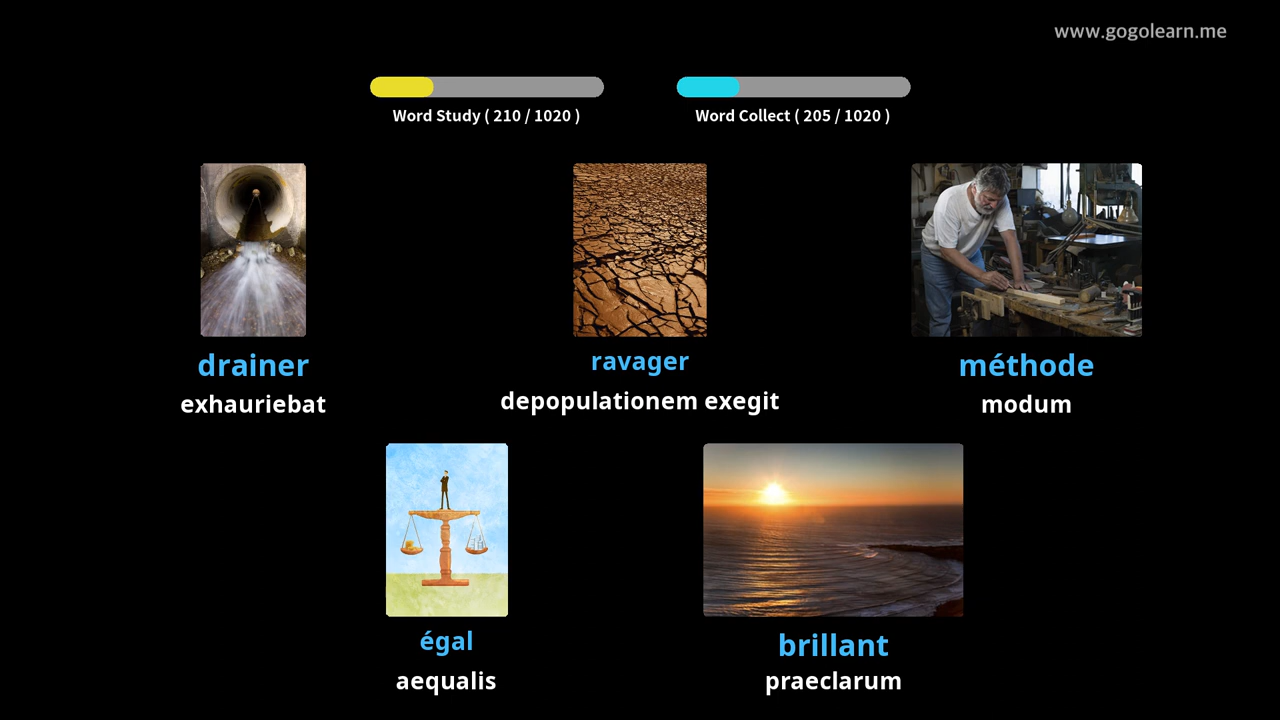 www.gogolearn.me
Word Study ( 210 / 1020 )
Word Collect ( 205 / 1020 )
drainer
exhauriebat
ravager
depopulationem exegit
méthode
modum
égal
aequalis
brillant
praeclarum